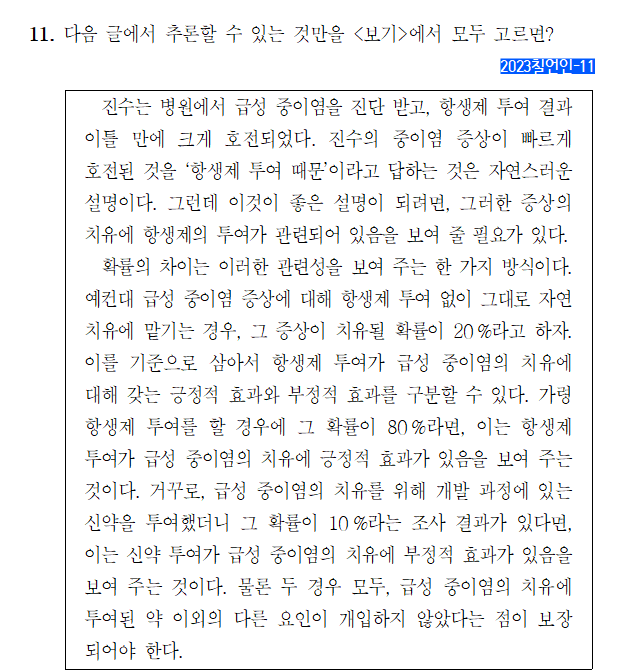 11. 다음 글에서 추론할 수 있는 것만을 <보기>에서 모두 고르면?
2023칠언인-11
진수는 병원에서 급성 중이염을 진단 받고, 항생제 투여 결과
이틀 만에 크게 호전되었다. 진수의 중이염 증상이 빠르게
호전된 것을 ‘항생제 투여 때문’이라고 답하는 것은 자연스러운
설명이다. 그런데 이것이 좋은 설명이 되려면, 그러한 증상의
치유에 항생제의 투여가 관련되어 있음을 보여 줄 필요가 있다.
확률의 차이는 이러한 관련성을 보여 주는 한 가지 방식이다.
예컨대 급성 중이염 증상에 대해 항생제 투여 없이 그대로 자연
치유에 맡기는 경우, 그 증상이 치유될 확률이 20%라고 하자.
이를 기준으로 삼아서 항생제 투여가 급성 중이염의 치유에
대해 갖는 긍정적 효과와 부정적 효과를 구분할 수 있다. 가령
항생제 투여를 할 경우에 그 확률이 80%라면, 이는 항생제
투여가 급성 중이염의 치유에 긍정적 효과가 있음을 보여 주는
것이다. 거꾸로, 급성 중이염의 치유를 위해 개발 과정에 있는
신약을 투여했더니 그 확률이 10%라는 조사 결과가 있다면,
이는 신약 투여가 급성 중이염의 치유에 부정적 효과가 있음을
보여 주는 것이다. 물론 두 경우 모두, 급성 중이염의 치유에
투여된 약 이외의 다른 요인이 개입하지 않았다는 점이 보장
되어야 한다.